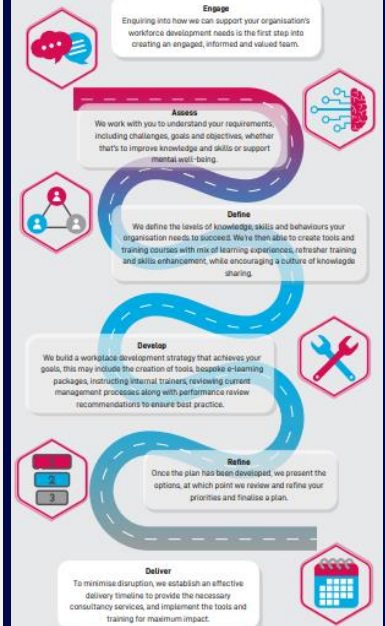 Engage
Enquiring into how we can support your organisation's
workforce development needs is the first step into
creating an engaged, informed and valued team.
Assess
We work with you to understand your requirements,
including challenges, goals and objectives, whether
that's to improve knowledge and skills or support
mental well-being.
Define
We define the levels of knowledge, skills and behaviours your
organisation needs to succeed. We're then able to create tools and
training courses with mix of learning experiences, refresher training
and skills enhancement, while encouraging a culture of knowlegde
sharing.
Develop
We build a workplace development strategy that achieves your
goals, this may include the creation of tools, bespoke e-learning
packages, instructing internal trainers, reviewing current
management processes along with performance review
recommendations to ensure best practice.
1
2
3
Refine
Once the plan has been developed, we present the
options, at which point we review and refine your
priorities and finalise a plan.
Deliver
To minimise disruption, we establish an effective
delivery timeline to provide the necessary
consultancy services, and implement the tools and
training for maximum impact.